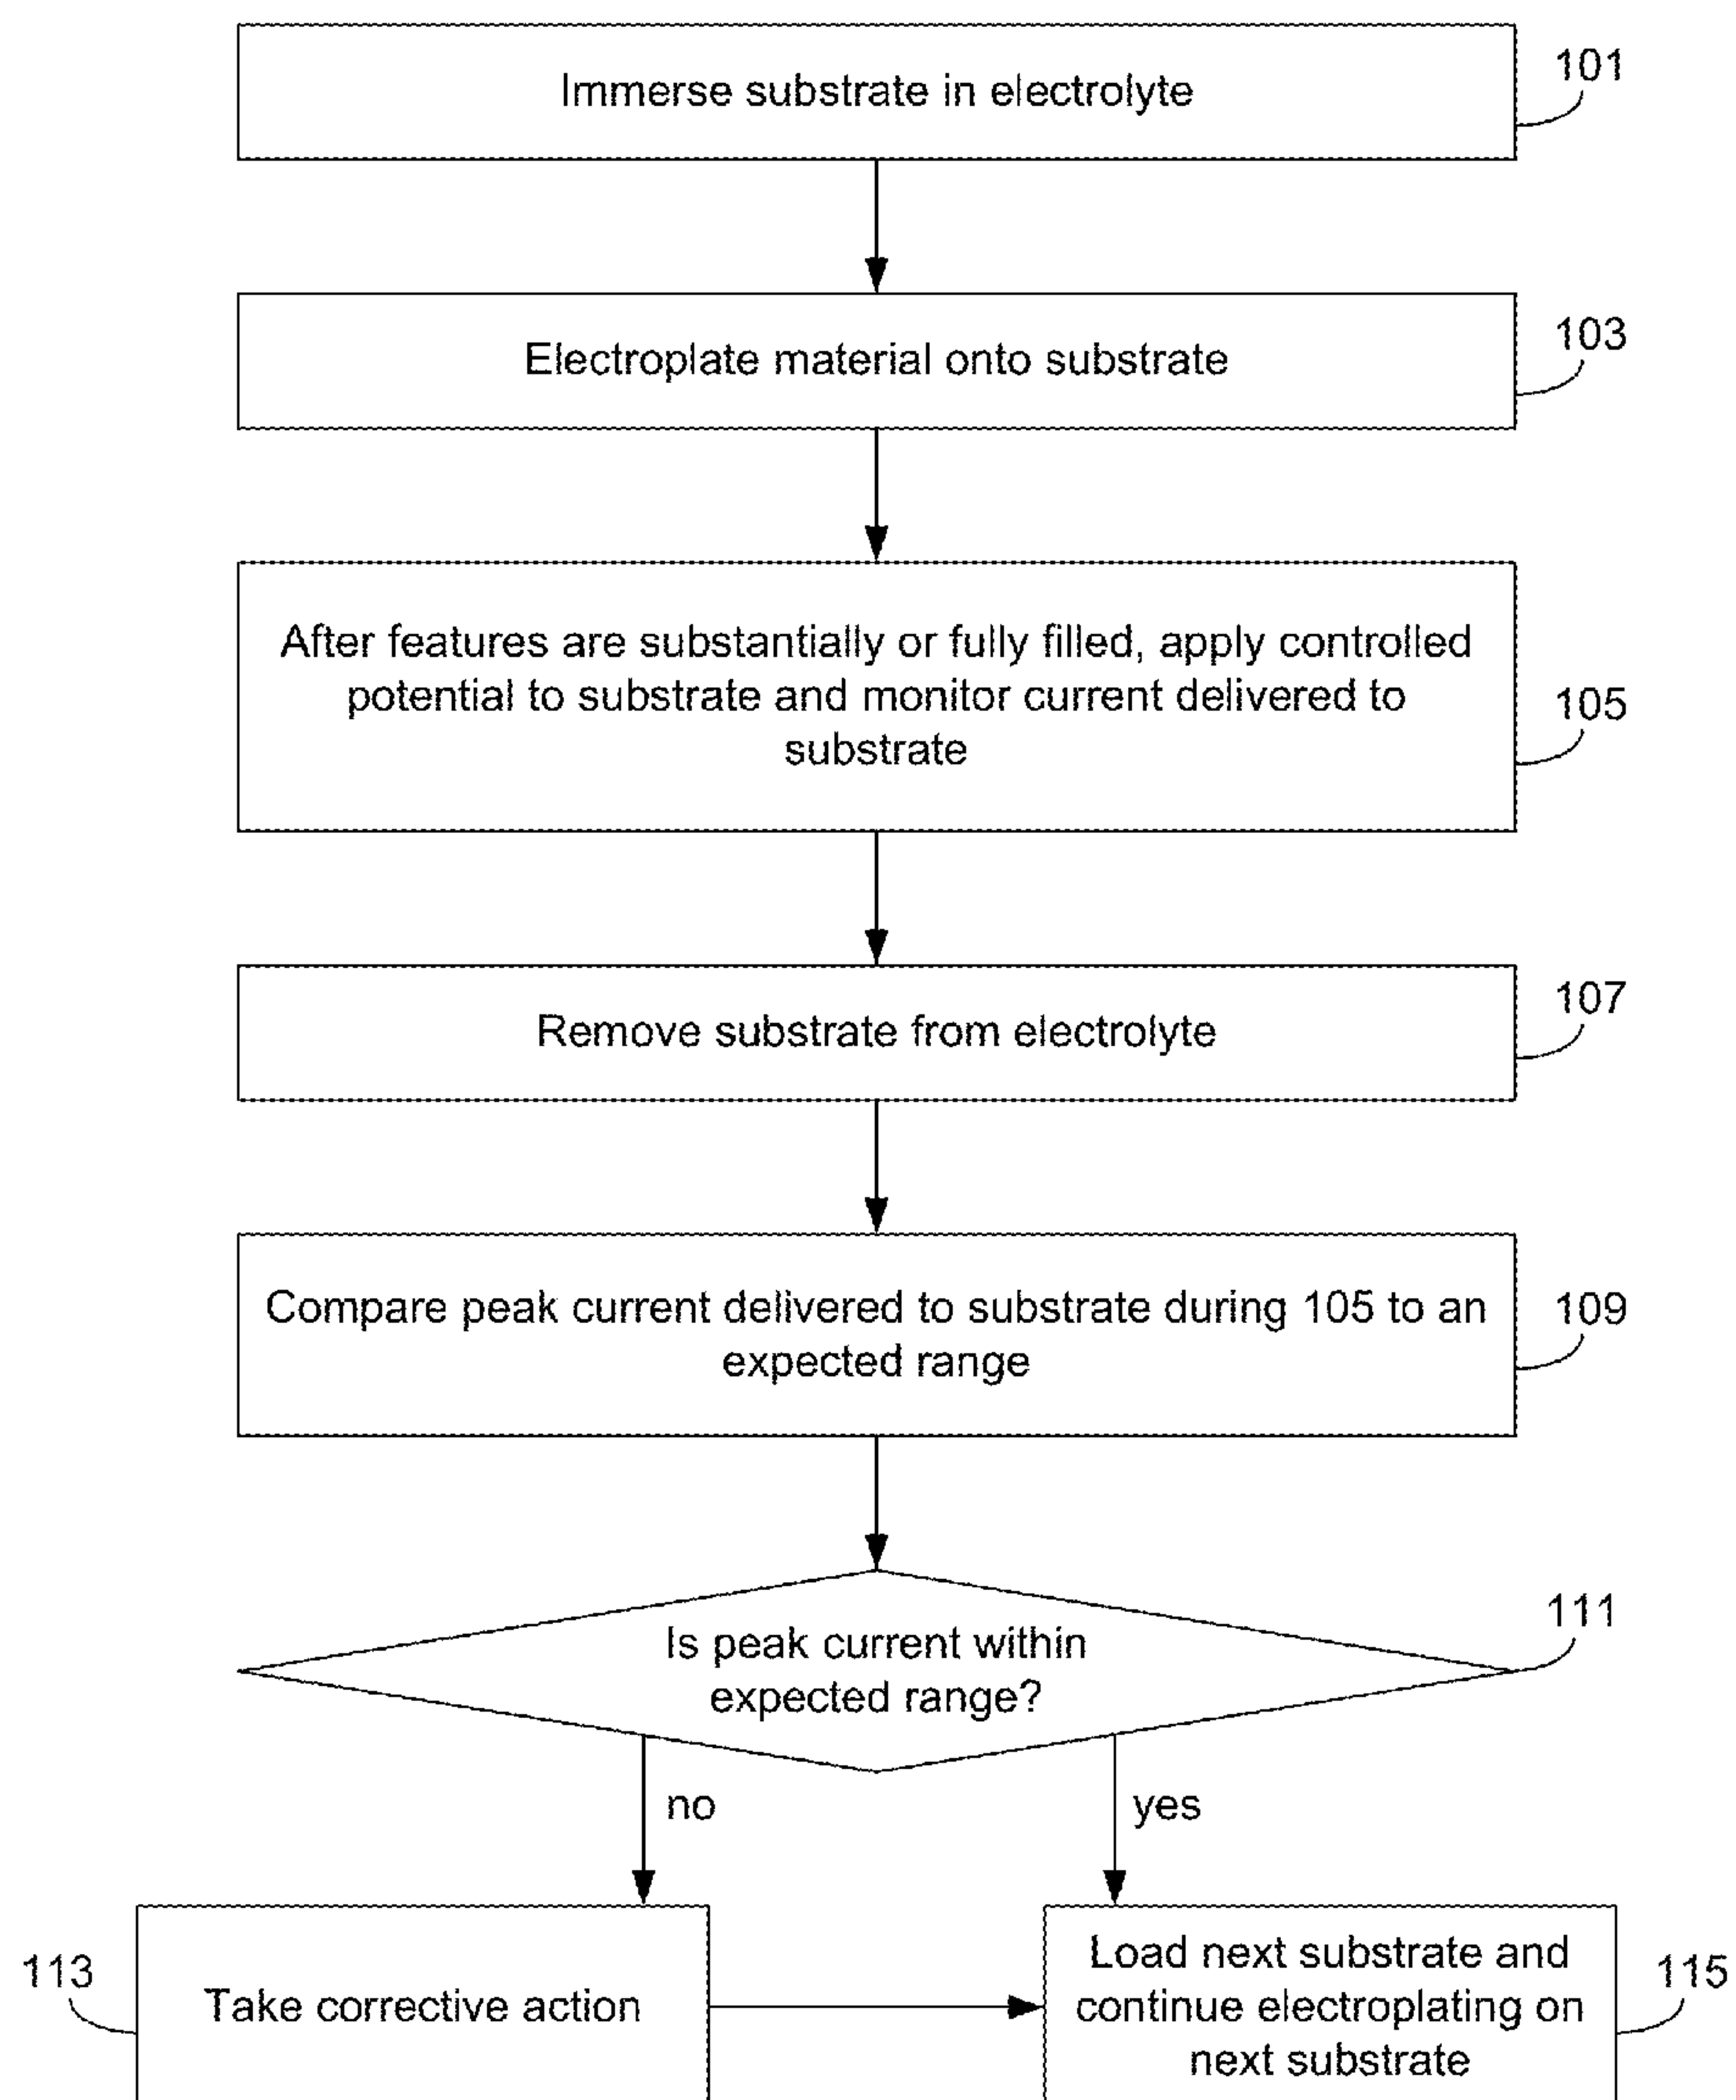 Immerse substrate in electrolyte
101
Electroplate material onto substrate
103
After features are substantially or fully filled, apply controlled
potential to substrate and monitor current delivered to
substrate
105
Remove substrate from electrolyte
107
Compare peak current delivered to substrate during 105 to an
expected range
109
Is peak current within
expected range?
111
no
yes
113
Take corrective action
Load next substrate and
continue electroplating on
next substrate
115